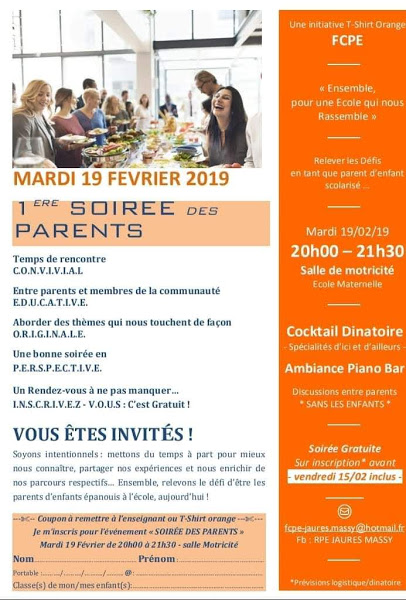 MARDI 19 FEVRIER 2019
1ERE SOIREE DES
PARENTS
Temps de rencontre
C.O.N.V.I.V.I.A.L
Entre parents et membres de la communauté
E.D.U.C.A.T.I.V.E.
Aborder des thèmes qui nous touchent de façon
O.R.I.G.I.N.A.L.E.
Une bonne soirée en
P.E.R.S.P.E.C.T.I.V.E.
Un Rendez-vous à ne pas manquer…
I.N.S.C.R.I.V.E.Z - V.O.U.S : C'est Gratuit !
VOUS ÊTES INVITÉS !
Soyons intentionnels : mettons du temps à part pour mieux
nous connaître, partager nos expériences et nous enrichir de
nos parcours respectifs... Ensemble, relevons le défi d'être les
parents d'enfants épanouis à l'école, aujourd'hui !
---✄--- Coupon à remettre à l'enseignant ou T-Shirt orange ---✄----
Je m'inscris pour l'événement « SOIRÉE DES PARENTS »
Mardi 19 Février de 20h00 à 21h30 - salle Motricité
Nom.......................... Prénom :..........................
Portable :........./........./........./......... @:..........................
Classe(s) de mon/mes enfant(s):..........................
Une initiative T-Shirt Orange
FCPE
« Ensemble,
pour une Ecole qui nous
Rassemble »
Relever les Défis
en tant que parent d'enfant
scolarisé ...
Mardi 19/02/19
20h00 – 21h30
Salle de motricité
Ecole Maternelle
Cocktail Dinatoire
- Spécialités d'ici et d'ailleurs -
Ambiance Piano Bar
Discussions entre parents
* SANS LES ENFANTS *
Soirée Gratuite
Sur inscription* avant
- vendredi 15/02 inclus -
@
fcpe-jaures.massy@hotmail.fr
Fb : RPE JAURES MASSY
*Prévisions logistique/dinatoire